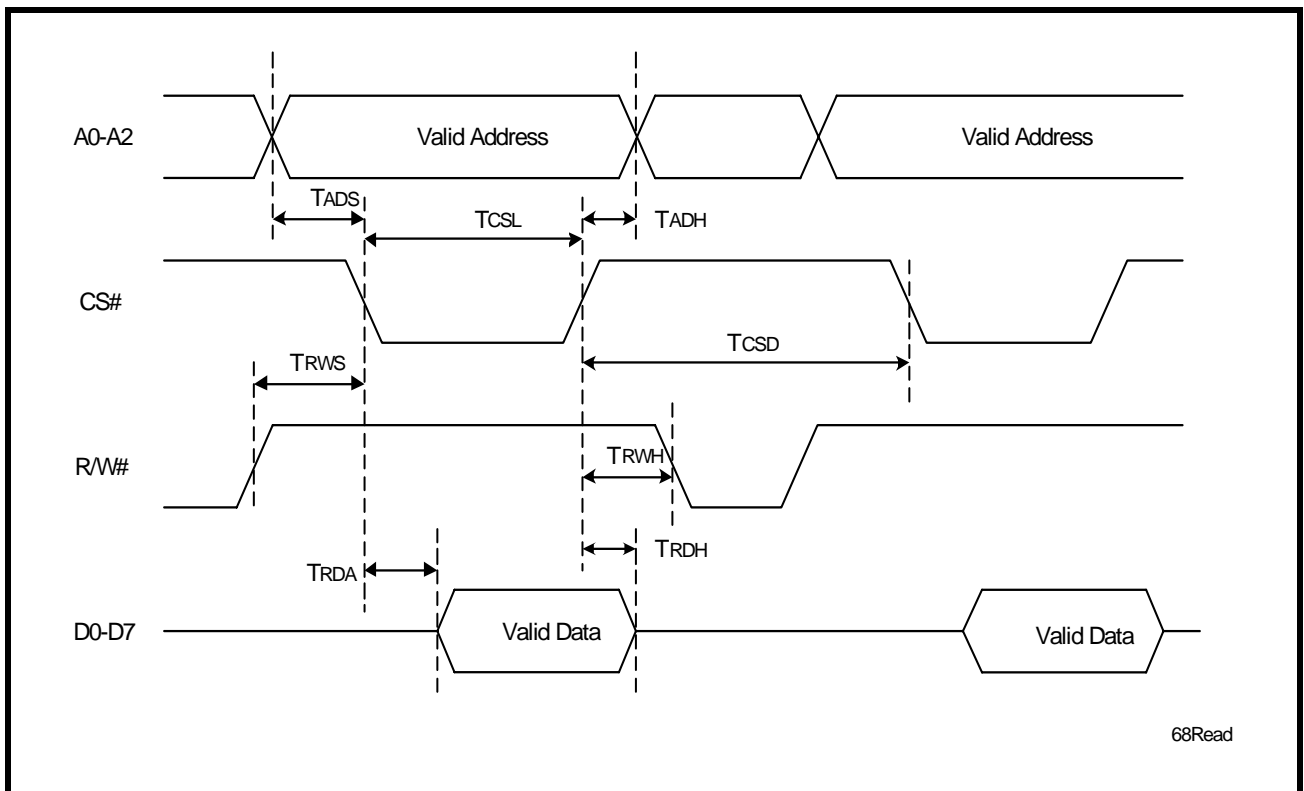 A0-A2
Valid Address
Valid Address
TADS
TCSL
TADH
CS#
TCSD
TRWS
R/W#
TRWH
TRDH
TRDA
D0-D7
Valid Data
Valid Data
68Read